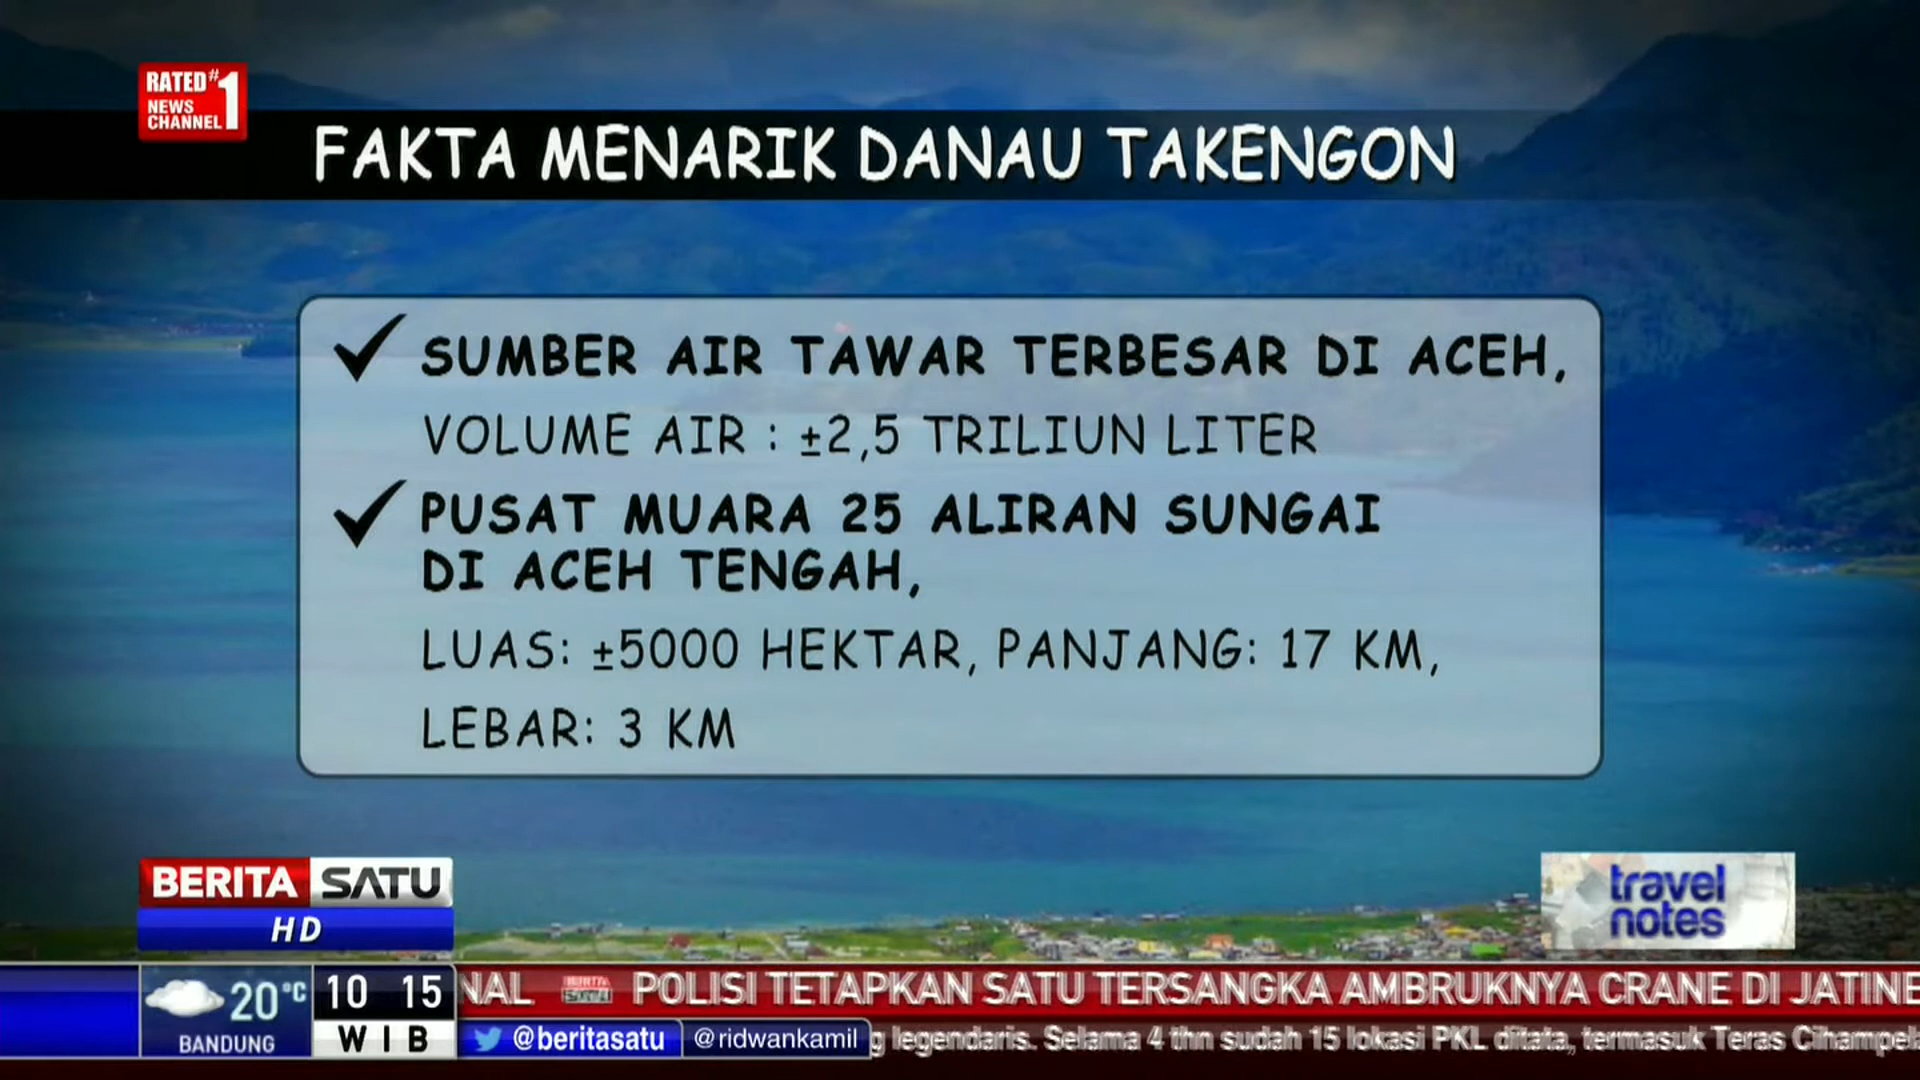 RATED #1
NEWS
CHANNEL
FAKTA MENARIK DANAU TAKENGON
SUMBER AIR TAWAR TERBESAR DI ACEH,
VOLUME AIR : ±2,5 TRILIUN LITER
PUSAT MUARA 25 ALIRAN SUNGAI
DI ACEH TENGAH,
LUAS: ±5000 HEKTAR, PANJANG: 17 KM,
LEBAR: 3 KM
BERITA SATU
HD
travel
notes
20°C
BANDUNG
10 15
WIB
NAL BERITA SATU POLISI TETAPKAN SATU TERSANGKA AMBRUKNYA CRANE DI JATINE
@beritasatu @ridwankamil g legendaris. Selama 4 thn sudah 15 lokasi PKL ditata, termasuk Teras Cihampel